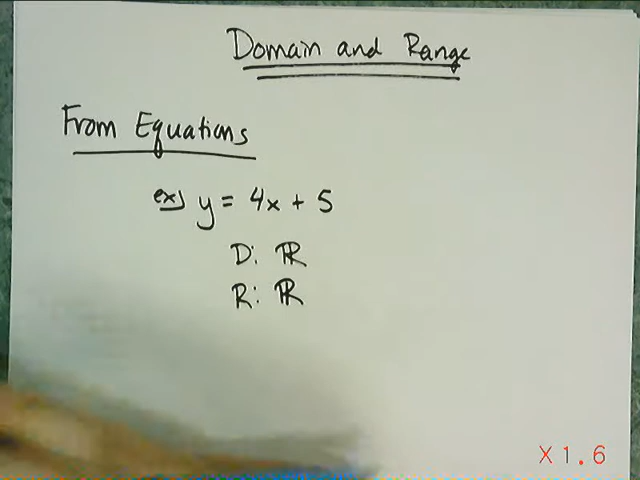 Domain and Range
From Equations
ex) y = 4x + 5
D: ℝ
R: ℝ
X1.6